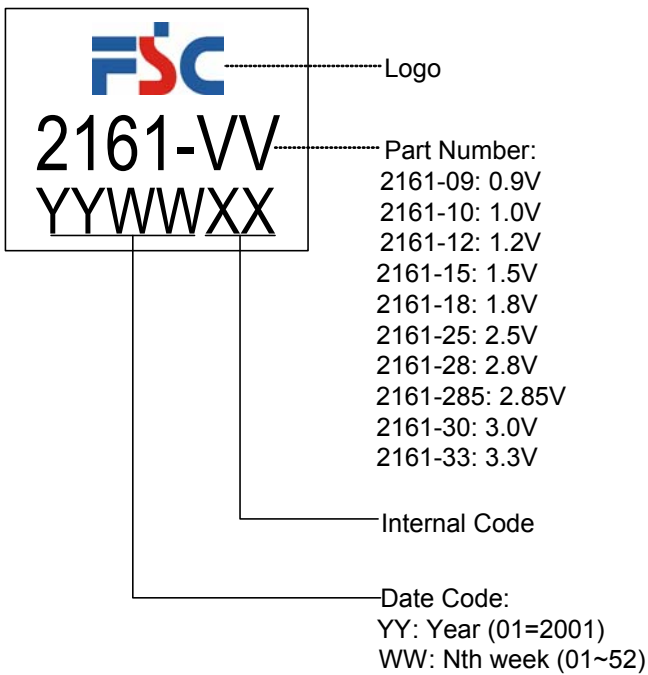 FSC
Logo
2161-VV
YYWWXX
Part Number:
2161-09: 0.9V
2161-10: 1.0V
2161-12: 1.2V
2161-15: 1.5V
2161-18: 1.8V
2161-25: 2.5V
2161-28: 2.8V
2161-285: 2.85V
2161-30: 3.0V
2161-33: 3.3V
Internal Code
Date Code:
YY: Year (01=2001)
WW: Nth week (01~52)